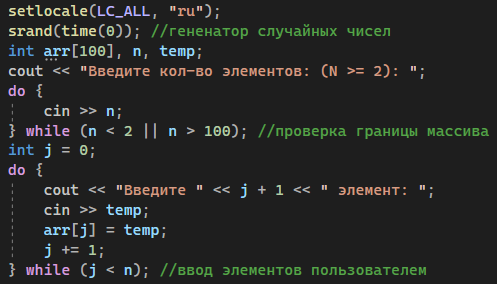 setlocale(LC_ALL, "ru");
srand(time(0)); //гененатор случайных чисел
int arr[100], n, temp;
cout << "Введите кол-во элементов: (N >= 2): ";
do {
cin >> n;
} while (n < 2 || n > 100); //проверка границы массива
int j = 0;
do {
cout << "Введите " << j + 1 << " элемент: ";
cin >> temp;
arr[j] = temp;
j += 1;
} while (j < n); //ввод элементов пользователем